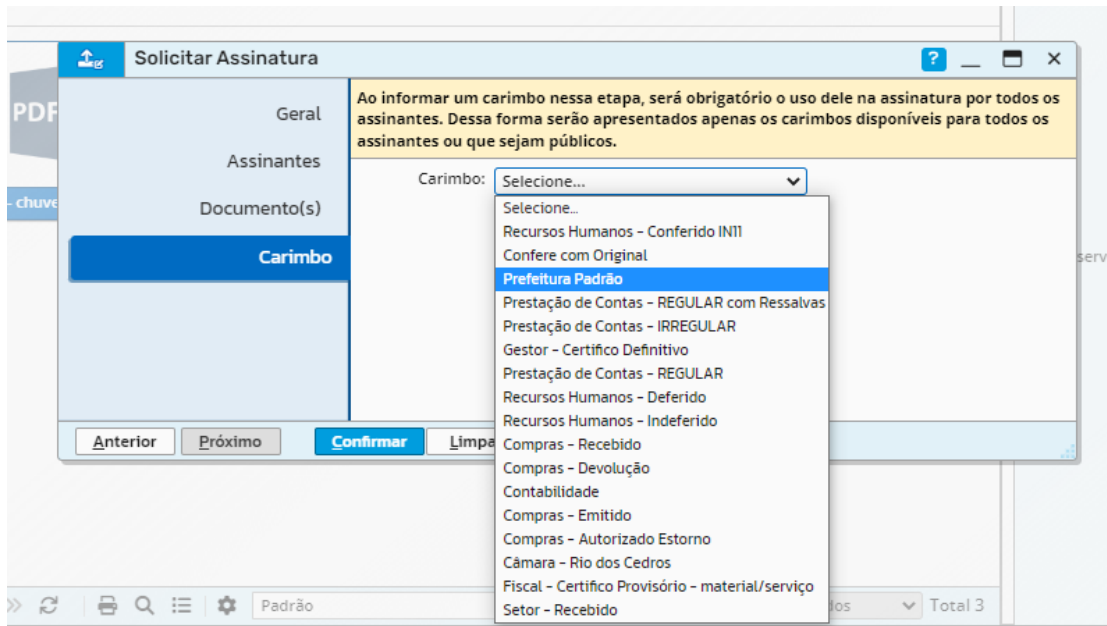 Solicitar Assinatura
?
PDF
Geral
Assinantes
Documento(s)
Carimbo
- chuve
Ao informar um carimbo nessa etapa, será obrigatório o uso dele na assinatura por todos os
assinantes. Dessa forma serão apresentados apenas os carimbos disponíveis para todos os
assinantes ou que sejam públicos.
Carimbo: Selecione...
Selecione...
Recursos Humanos - Conferido IN11
Confere com Original
Prefeitura Padrão
Prestação de Contas - REGULAR com Ressalvas
Prestação de Contas - IRREGULAR
Gestor - Certifico Definitivo
Prestação de Contas - REGULAR
Recursos Humanos - Deferido
Recursos Humanos - Indeferido
Compras - Recebido
Compras - Devolução
Contabilidade
Compras - Emitido
Compras - Autorizado Estorno
Câmara - Rio dos Cedros
Fiscal - Certifico Provisório - material/serviço
Setor - Recebido
serv
Anterior Próximo Confirmar Limpa
Padrão
dos
Total 3